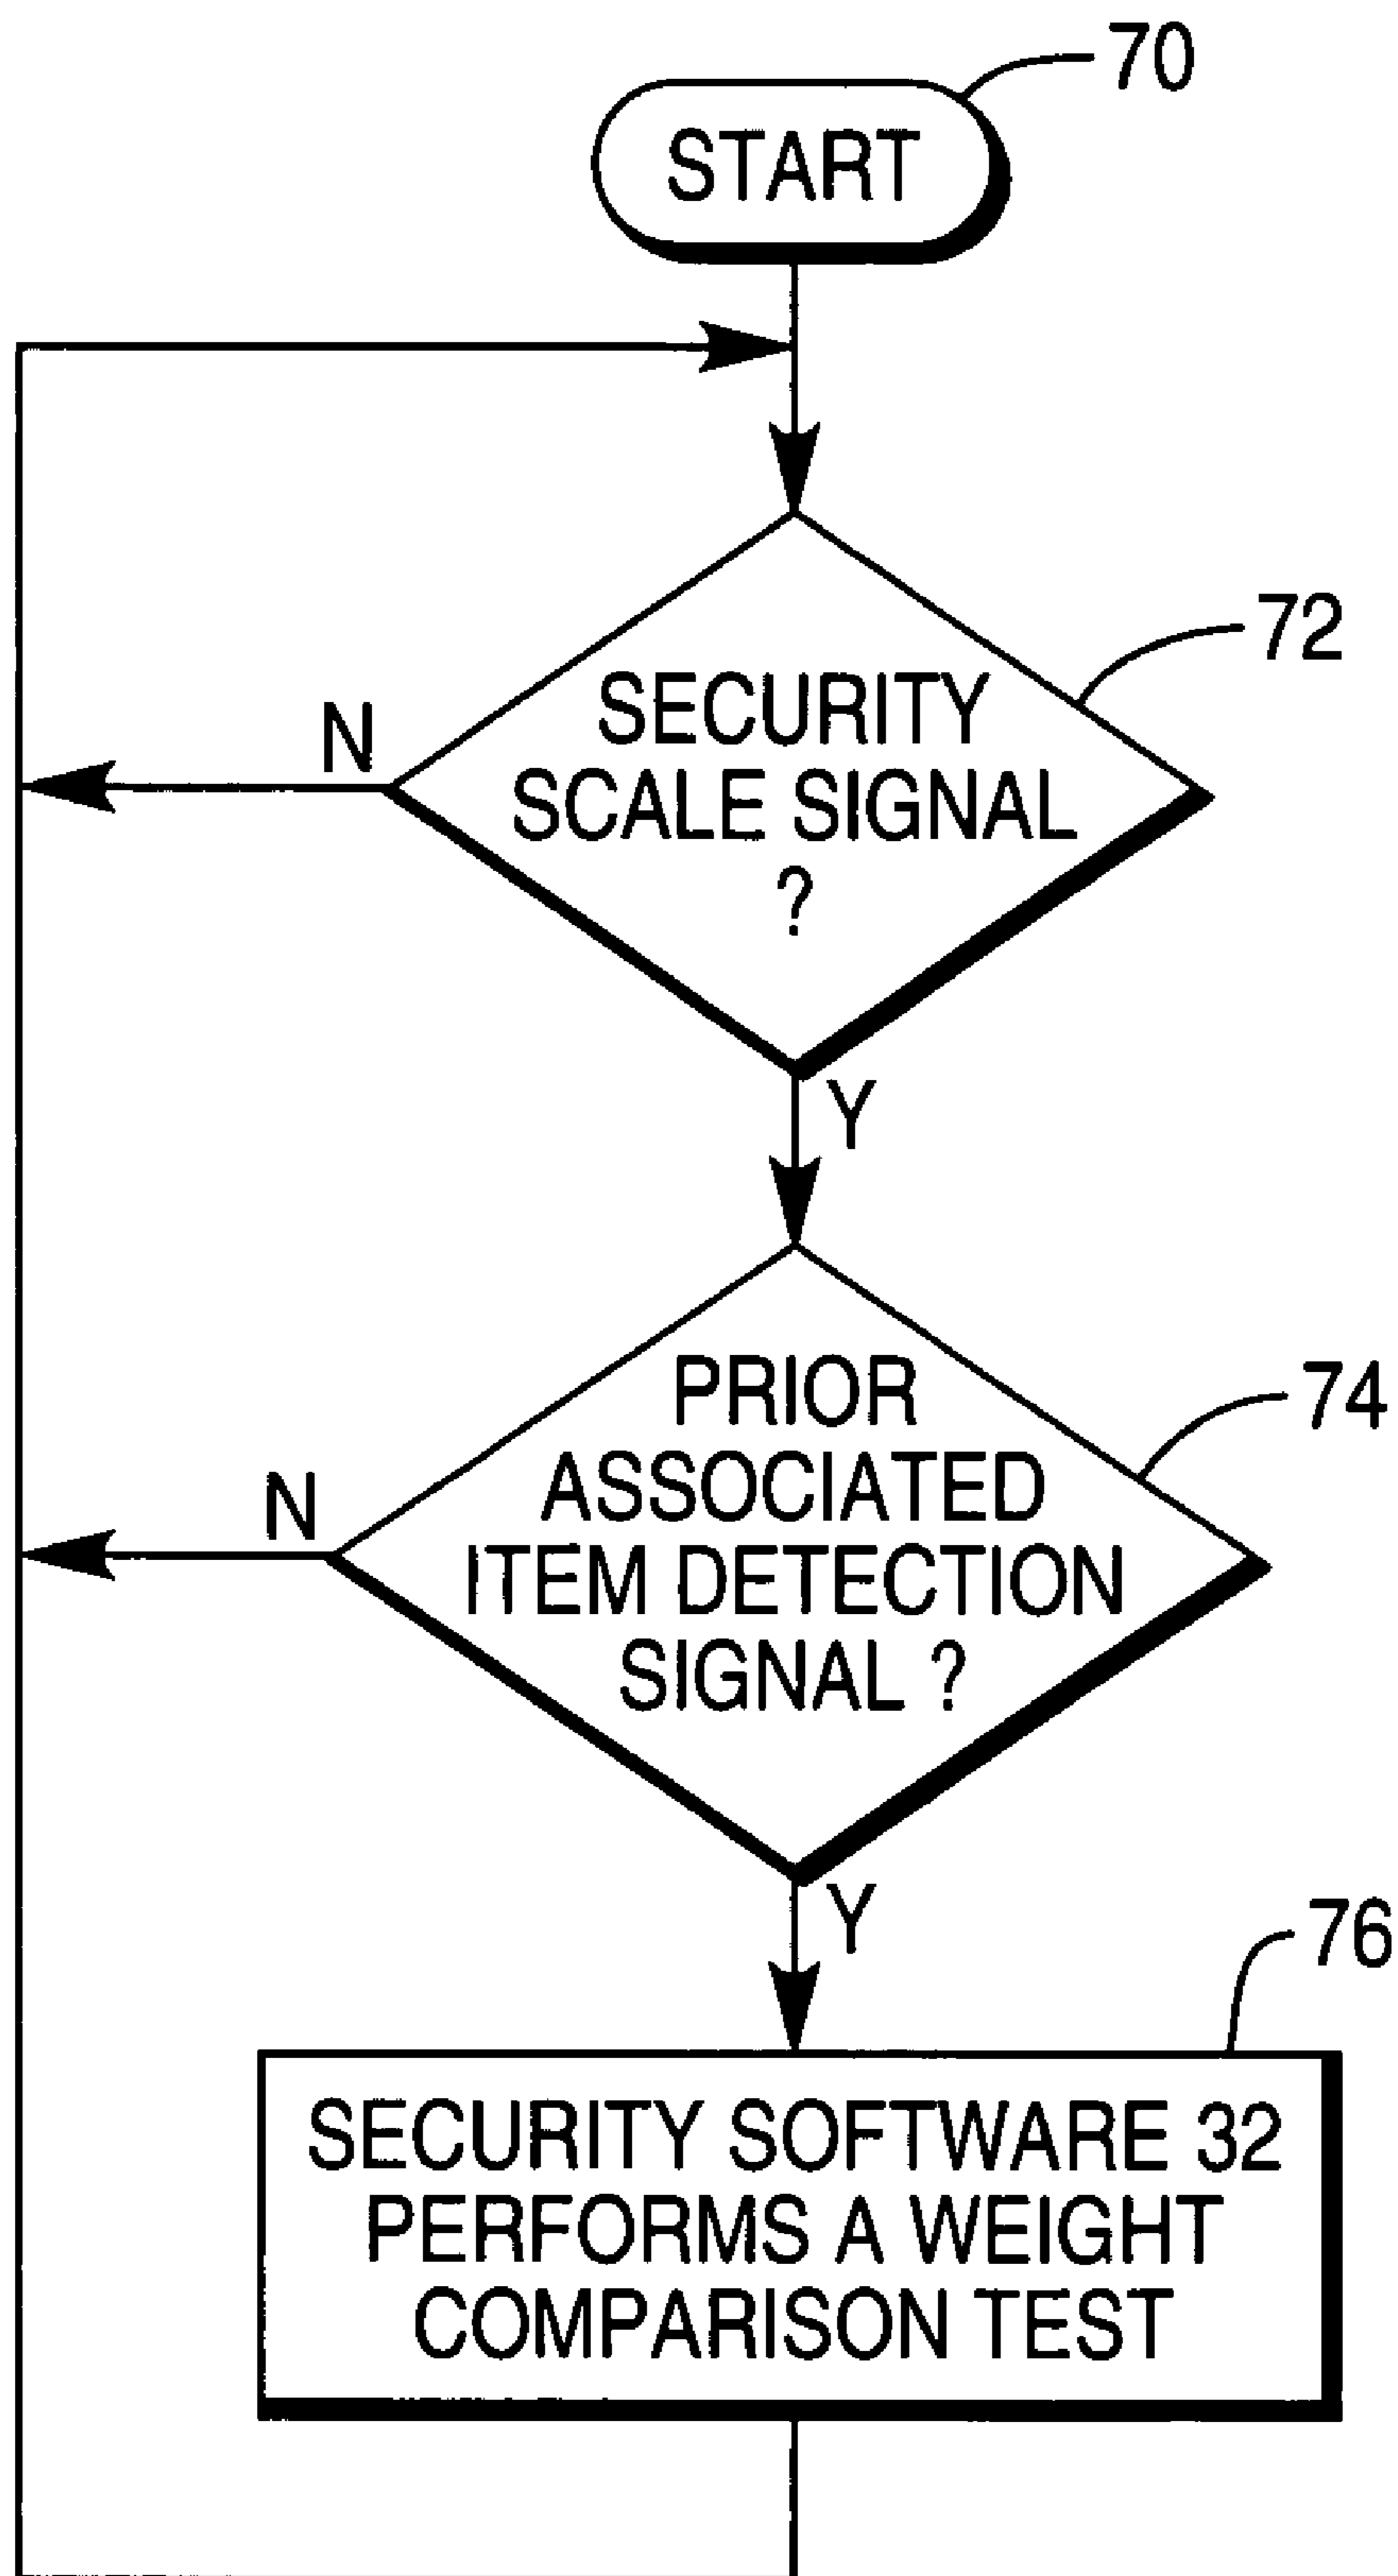 70
START
72
SECURITY
SCALE SIGNAL
?
N
Y
74
PRIOR
ASSOCIATED
ITEM DETECTION
SIGNAL ?
N
Y
76
SECURITY SOFTWARE 32
PERFORMS A WEIGHT
COMPARISON TEST